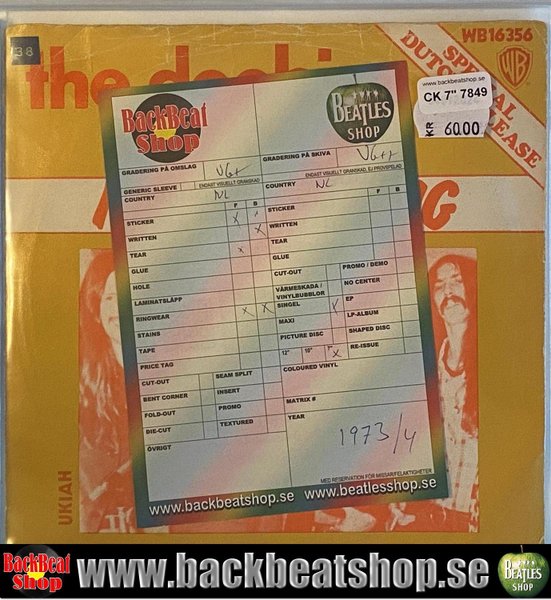 38
the doobie
WB16356
WB
SPECIAL
DUTCH RELEASE
www.backbeatshop.se
CK 7" 7849
KR 60.00
BackBeat
Shop
BEATLES
SHOP
GRADERING PÅ OMSLAG VG+
GRADERING PÅ SKIVA VG++
GENERIC SLEEVE
ENDAST VISUELLT GRANSKAD
ENDAST VISUELLT GRANSKAD, EJ PROVSPELAD
COUNTRY NL
COUNTRY NL
F B
F B
STICKER X
STICKER
WRITTEN X
WRITTEN
TEAR X
TEAR
GLUE
GLUE
HOLE
CUT-OUT
PROMO / DEMO
LAMINATSLÄPP
VÄRMESKADA /
VINYLBUBBLOR
NO CENTER
RINGWEAR X X
SINGEL X
EP
STAINS
MAXI
LP-ALBUM
TAPE
PICTURE DISC
SHAPED DISC
PRICE TAG
12" 10" 7" X
RE-ISSUE
CUT-OUT
SEAM SPLIT
COLOURED VINYL
BENT CORNER
INSERT
FOLD-OUT
PROMO
MATRIX #
DIE-CUT
TEXTURED
YEAR
ÖVRIGT
1973/4
MED RESERVATION FÖR MISSAR/FELAKTIGHETER
www.backbeatshop.se www.beatlesshop.se
G
UKIAH
BackBeat
Shop
www.backbeatshop.se
BEATLES
SHOP